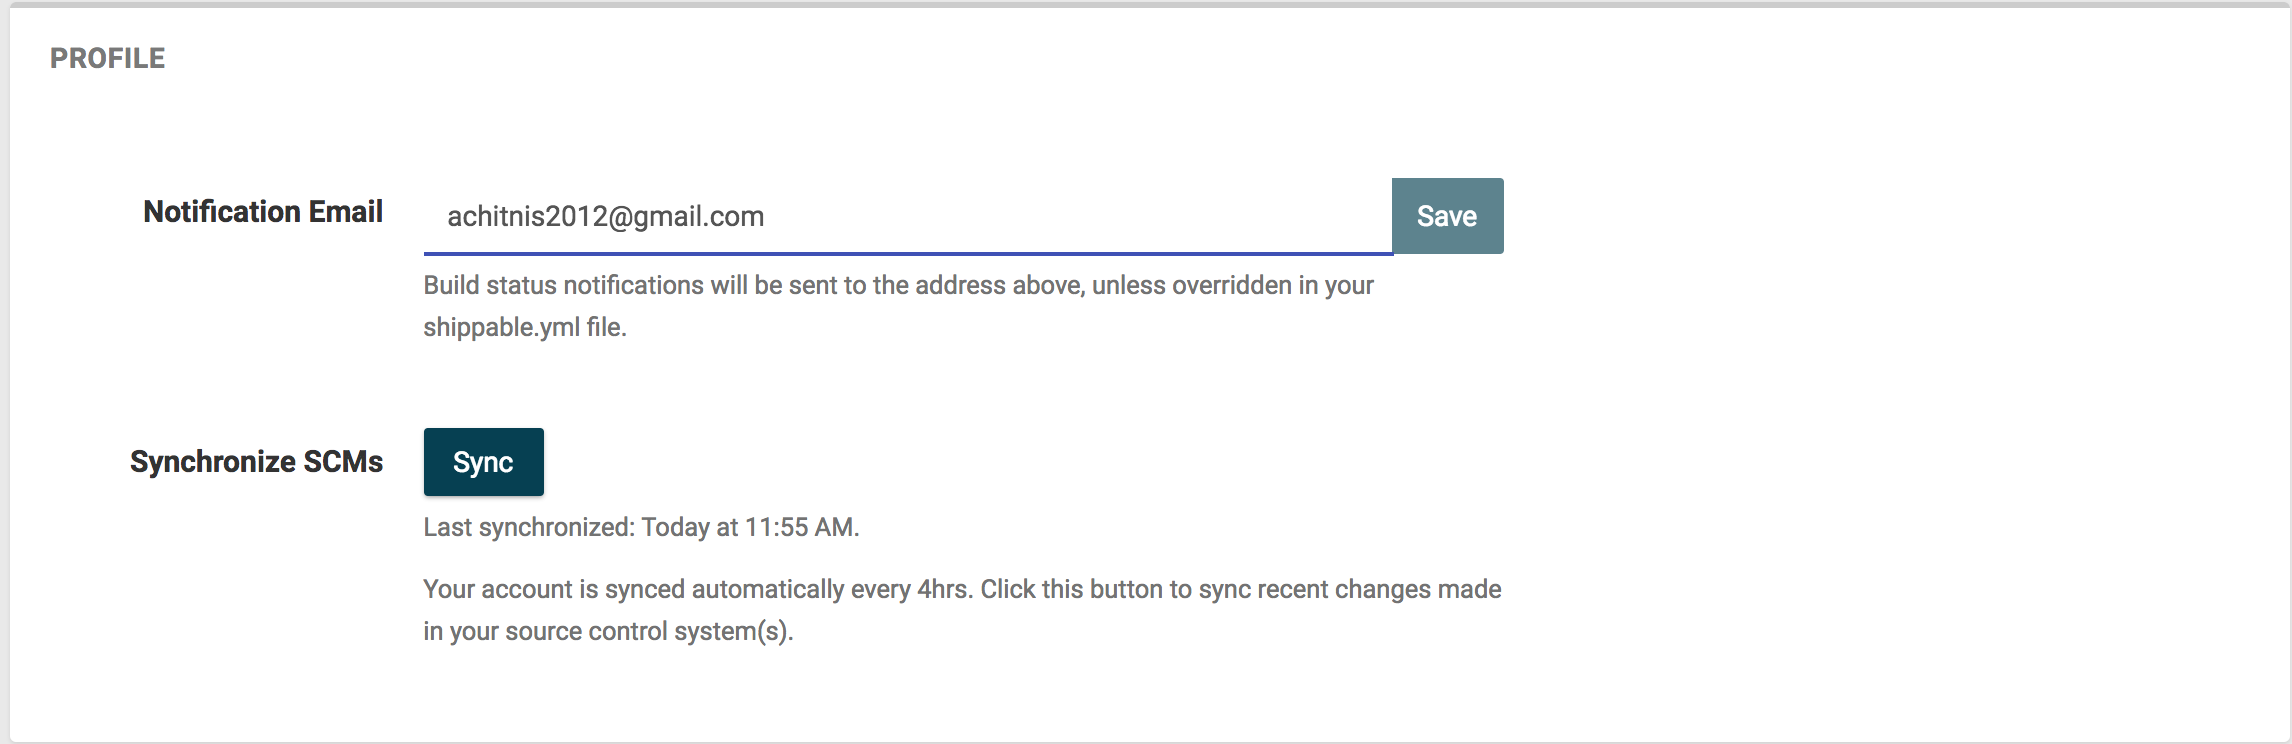 PROFILE
Notification Email
achitnis2012@gmail.com
Save
Build status notifications will be sent to the address above, unless overridden in your
shippable.yml file.
Synchronize SCMs
Sync
Last synchronized: Today at 11:55 AM.
Your account is synced automatically every 4hrs. Click this button to sync recent changes made
in your source control system(s).